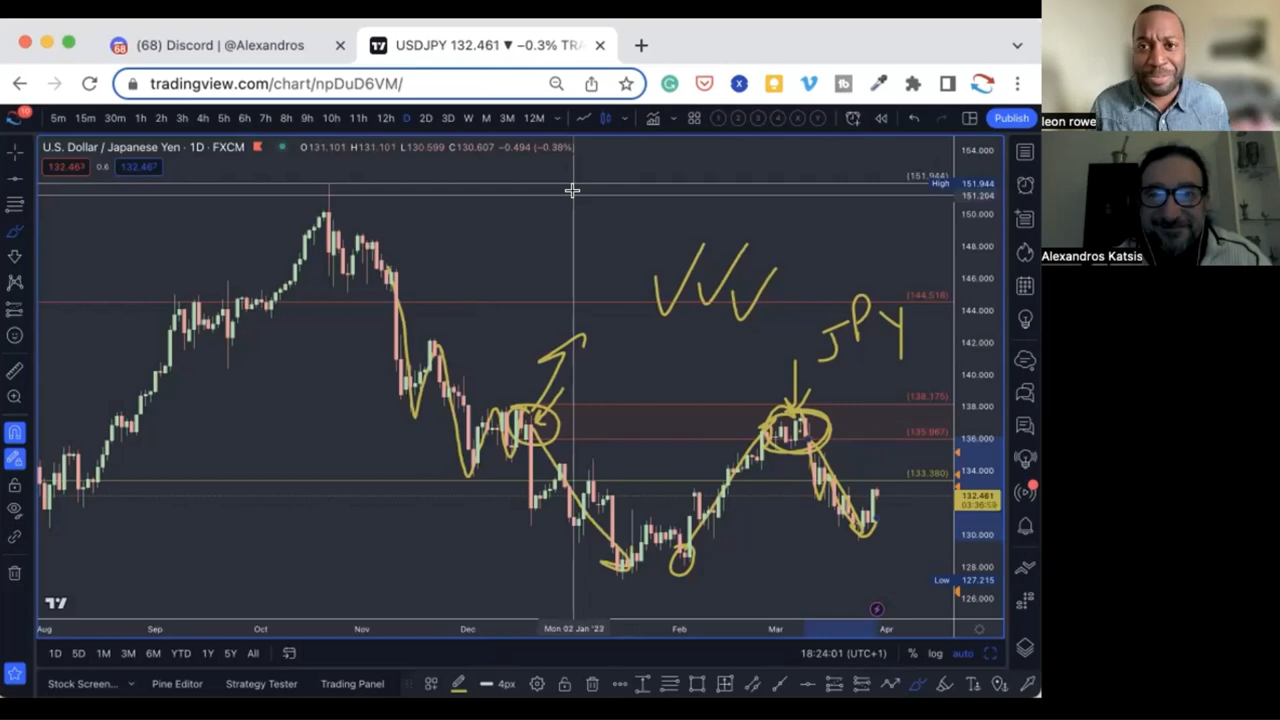 (68) Discord | @Alexandros
USDJPY 132.461 ▼ −0.3% TRA
tradingview.com/chart/npDuD6VM/
leon rowe
10
5m 15m 30m 1h 2h 3h 4h 5h 6h 7h 8h 9h 10h 11h 12h D 2D 3D W M 3M 12M
Publish
U.S. Dollar / Japanese Yen · 1D · FXCM O131.101 H131.101 L130.599 C130.607 −0.494 (−0.38%)
132.463 0.6 132.467
154.000
(151.944)
High 151.944
151.204
150.000
148.000
146.000
(144.518)
144.000
JPY
142.000
140.000
(138.175)
138.000
(135.867)
136.000
(133.380)
134.000
132.461
03:36:59
130.000
128.000
Low 127.215
126.000
Alexandros Katsis
Aug Sep Oct Nov Dec Mon 02 Jan '23 Feb Mar Apr
1D 5D 1M 3M 6M YTD 1Y 5Y All
18:24:01 (UTC+1) % log auto
Stock Screen... Pine Editor Strategy Tester Trading Panel 4px